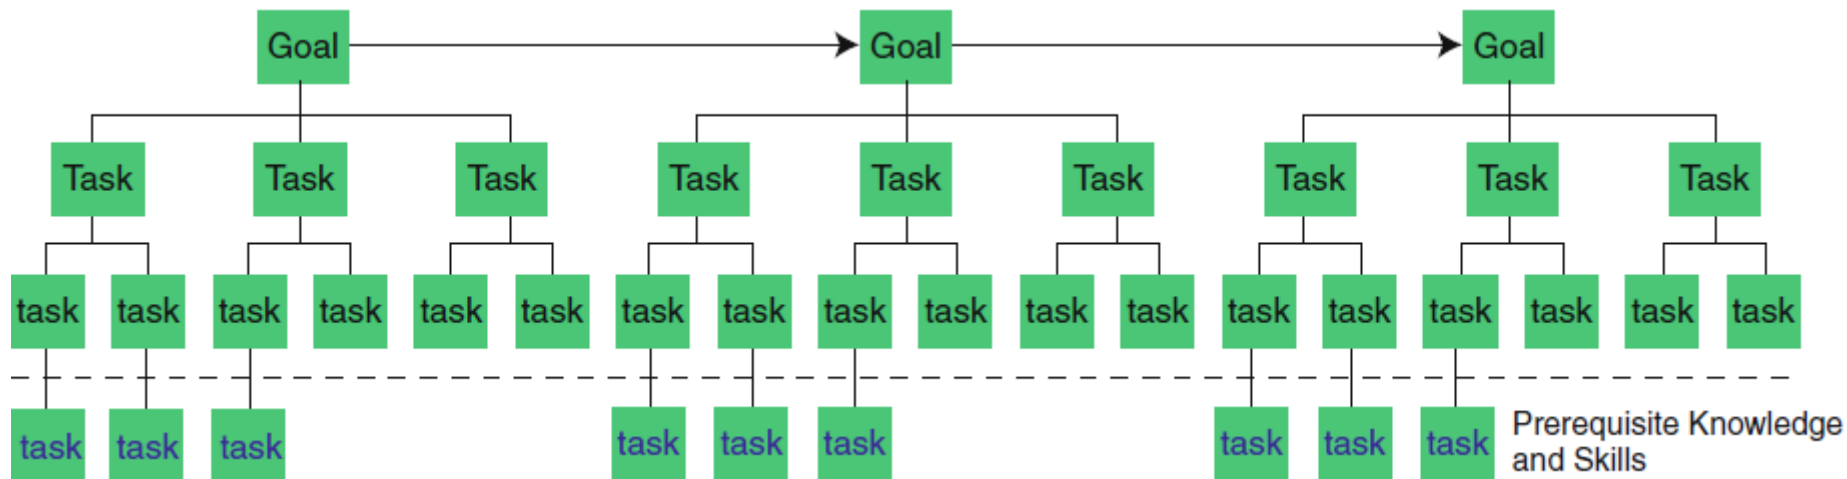 Goal Goal Goal
Task Task Task Task Task Task Task Task Task
task task task task task task task task task task task task task task task task task task
task task task task task task task task task
Prerequisite Knowledge
and Skills